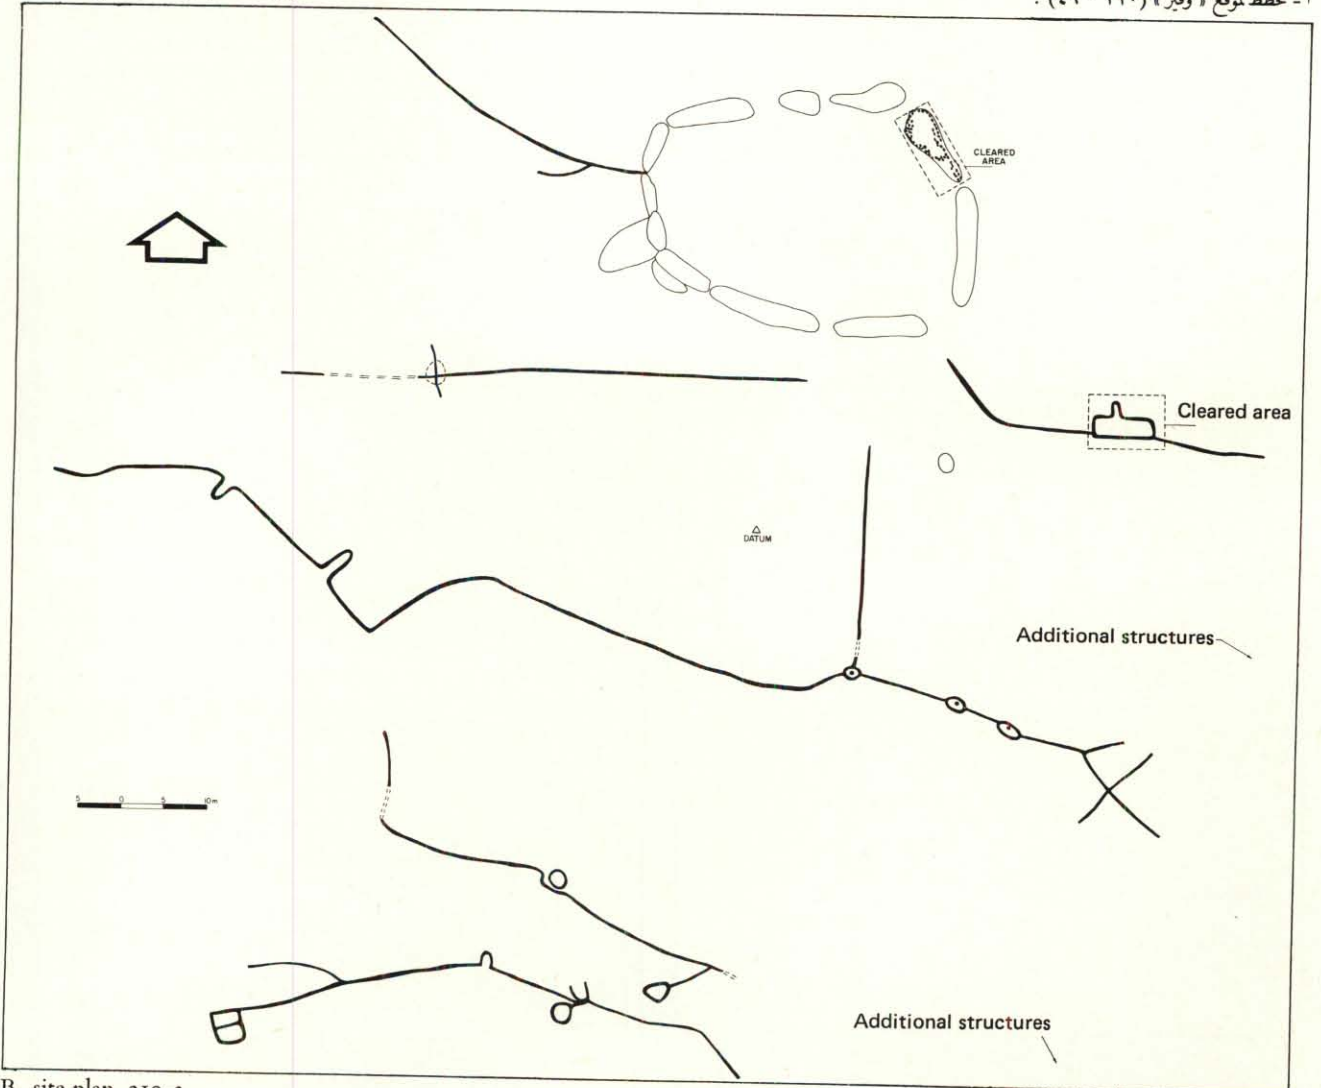 CLEARED
AREA
Cleared area
DATUM
Additional structures
5 0 5 10m
Additional structures
B. site plan